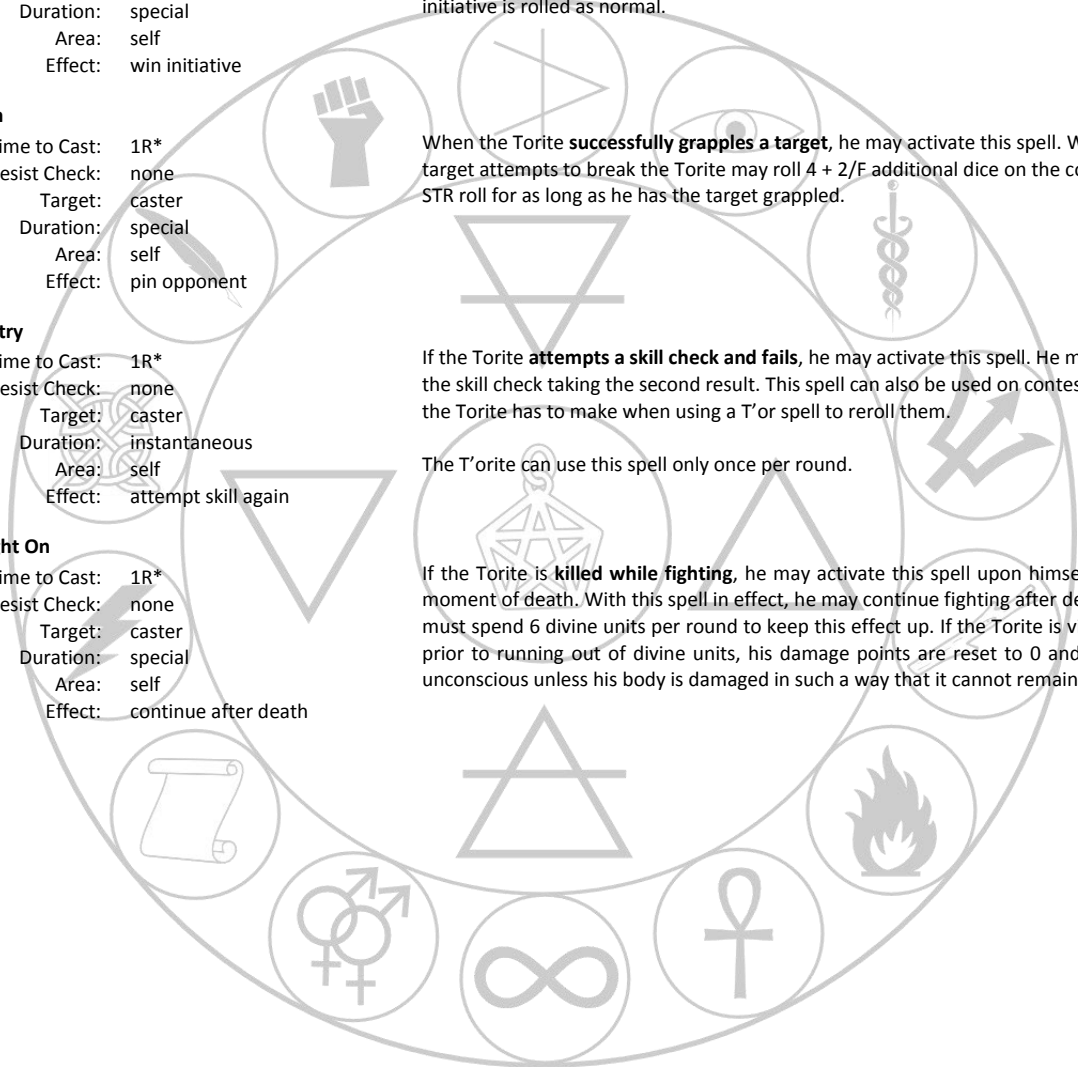 Duration: special
Area: self
Effect: win initiative
initiative is rolled as normal.
Time to Cast: 1R*
Resist Check: none
Target: caster
Duration: special
Area: self
Effect: pin opponent
When the Torite successfully grapples a target, he may activate this spell.
target attempts to break the Torite may roll 4 + 2/F additional dice on the
STR roll for as long as he has the target grappled.
try
ime to Cast: 1R*
esist Check: none
Target: caster
Duration: instantaneous
Area: self
Effect: attempt skill again
If the Torite attempts a skill check and fails, he may activate this spell. He
the skill check taking the second result. This spell can also be used on
the Torite has to make when using a T'or spell to reroll them.
The T'orite can use this spell only once per round.
ht On
ime to Cast: 1R*
esist Check: none
Target: caster
Duration: special
Area: self
Effect: continue after death
If the Torite is killed while fighting, he may activate this spell upon
moment of death. With this spell in effect, he may continue fighting after
must spend 6 divine units per round to keep this effect up. If the Torite is
prior to running out of divine units, his damage points are reset to 0 and
unconscious unless his body is damaged in such a way that it cannot remain